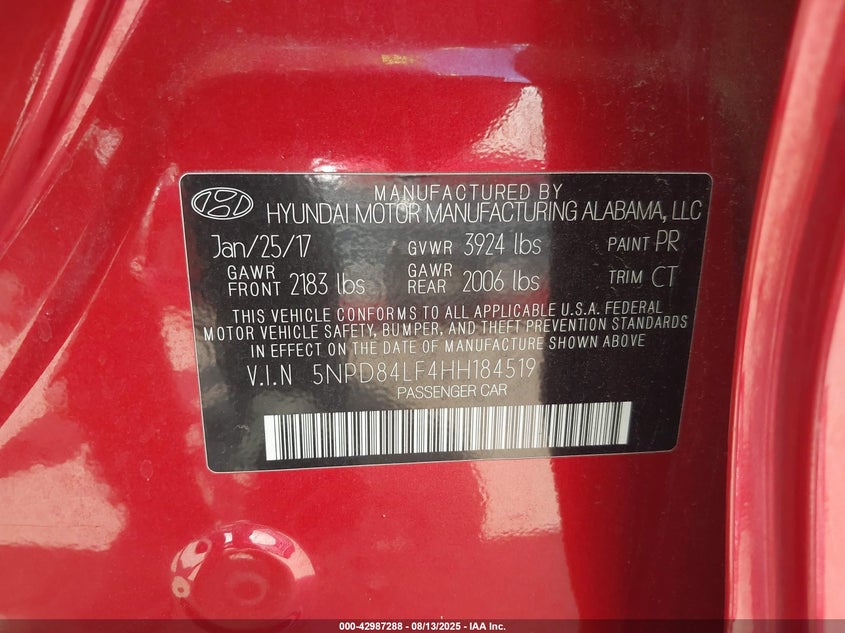 MANUFACTURED BY
HYUNDAI MOTOR MANUFACTURING ALABAMA, LLC
Jan/25/17 GVWR 3924 lbs PAINT PR
GAWR FRONT 2183 lbs GAWR REAR 2006 lbs TRIM CT
THIS VEHICLE CONFORMS TO ALL APPLICABLE U.S.A. FEDERAL
MOTOR VEHICLE SAFETY, BUMPER, AND THEFT PREVENTION STANDARDS
IN EFFECT ON THE DATE OF MANUFACTURE SHOWN ABOVE
V.I.N 5NPD84LF4HH184519
PASSENGER CAR
000-42987288 - 08/13/2025 - IAA Inc.